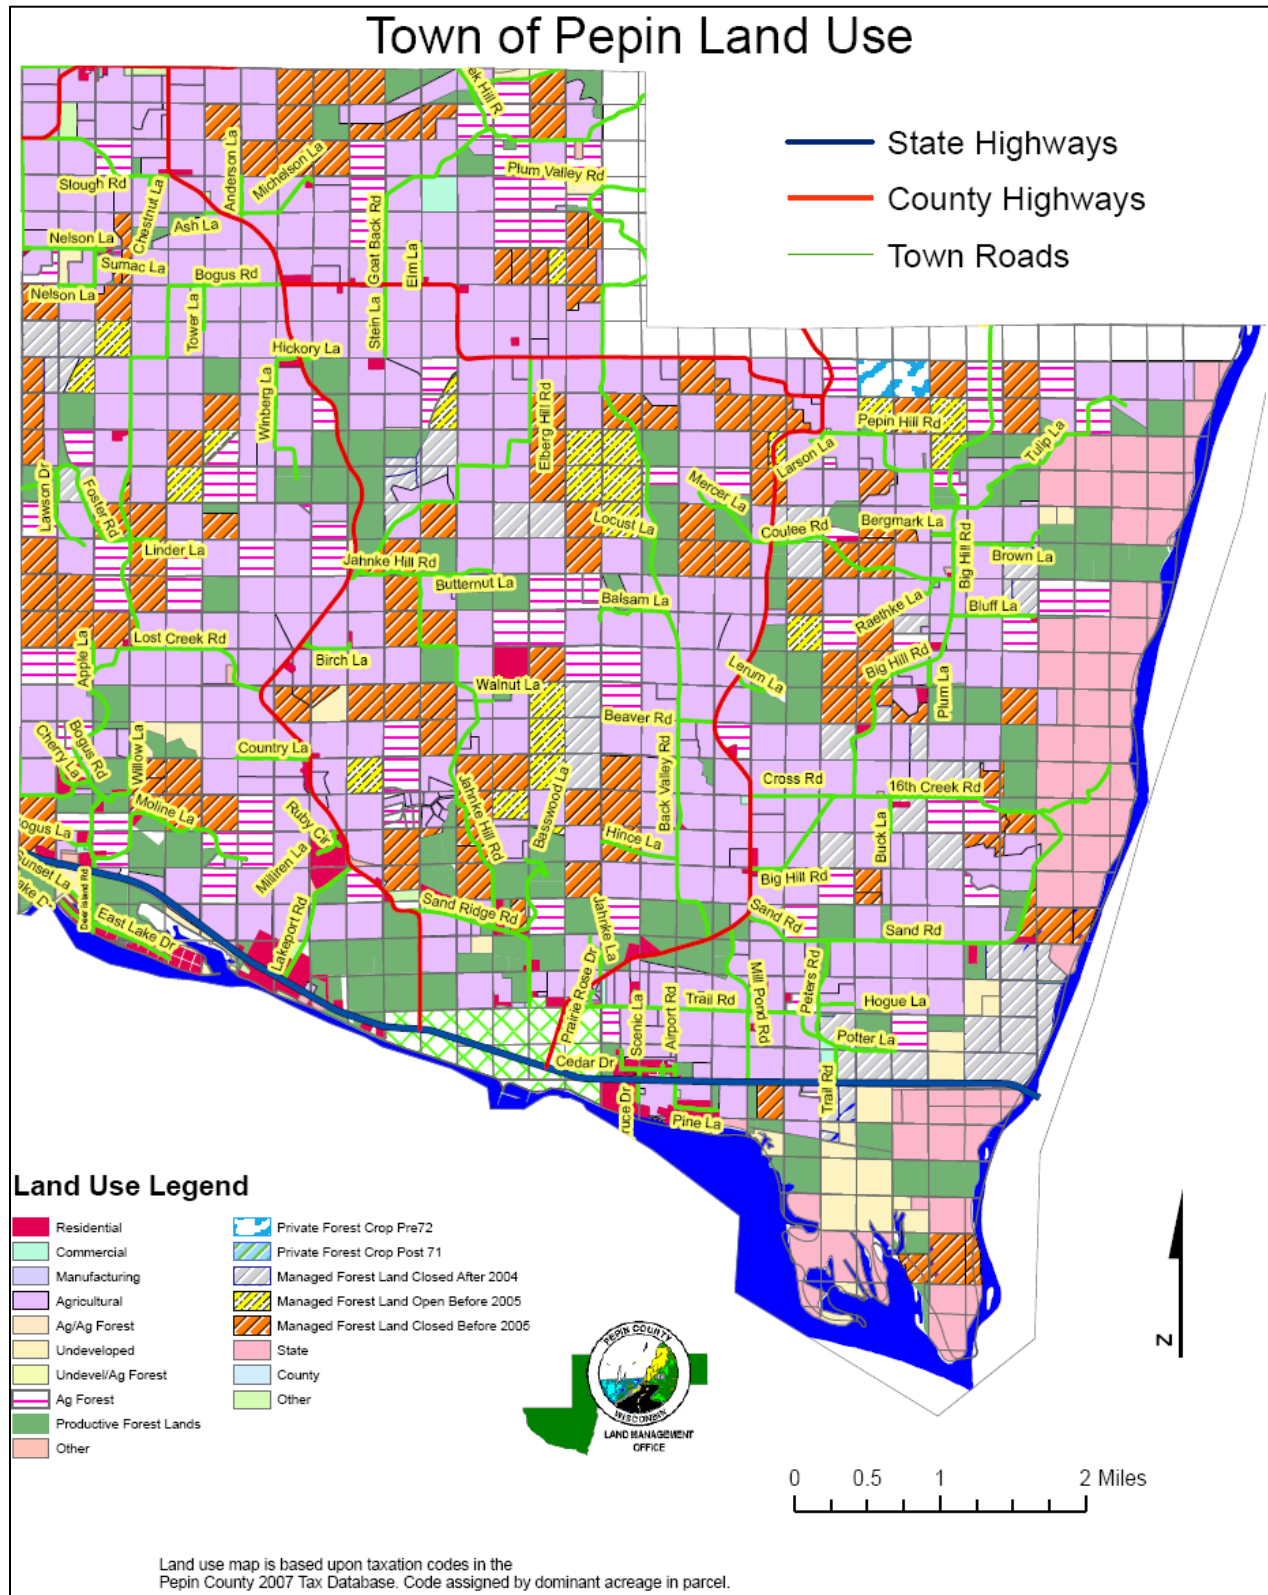 Town of Pepin Land Use
State Highways
County Highways
Town Roads
ek Hill R
Plum Valley Rd
Michelson La
Anderson La
Slough Rd
Chestnut La
Ash La
Goat Back Rd
Elm La
Nelson La
Sumac La
Bogus Rd
Nelson La
Tower La
Stein La
Hickory La
Winberg La
Elberg Hill Rd
Pepin Hill Rd
Tulip La
Larson La
Lawson Dr
Foster Rd
Mercer La
Locust La
Coulee Rd
Bergmark La
Big Hill Rd
Brown La
Linder La
Jahnke Hill Rd
Butternut La
Balsam La
Raethke La
Bluff La
Lost Creek Rd
Apple La
Birch La
Big Hill Rd
Lerum La
Walnut La
Plum La
Beaver Rd
Back Valley Rd
Country La
Bogus Rd
Cherry La
Willow La
Cross Rd
16th Creek Rd
Moline La
Ruby Cir
Jahnke Hill Rd
Basswood La
Hince La
Buck La
ogus La
Sunset La
ake D
Milliren La
Big Hill Rd
Deer Island Rd
East Lake Dr
Lakeport Rd
Sand Ridge Rd
Jahnke La
Sand Rd
Sand Rd
Prairie Rose Dr
Scenic La
Airport Rd
Trail Rd
Mill Pond Rd
Peters Rd
Hogue La
Potter La
Cedar Dr
Trail Rd
ruce Dr
Pine La
Land Use Legend
Residential
Commercial
Manufacturing
Agricultural
Ag/Ag Forest
Undeveloped
Undevel/Ag Forest
Ag Forest
Productive Forest Lands
Other
Private Forest Crop Pre72
Private Forest Crop Post 71
Managed Forest Land Closed After 2004
Managed Forest Land Open Before 2005
Managed Forest Land Closed Before 2005
State
County
Other
PEPIN COUNTY
WISCONSIN
LAND MANAGEMENT
OFFICE
N
0 0.5 1 2 Miles
Land use map is based upon taxation codes in the
Pepin County 2007 Tax Database. Code assigned by dominant acreage in parcel.